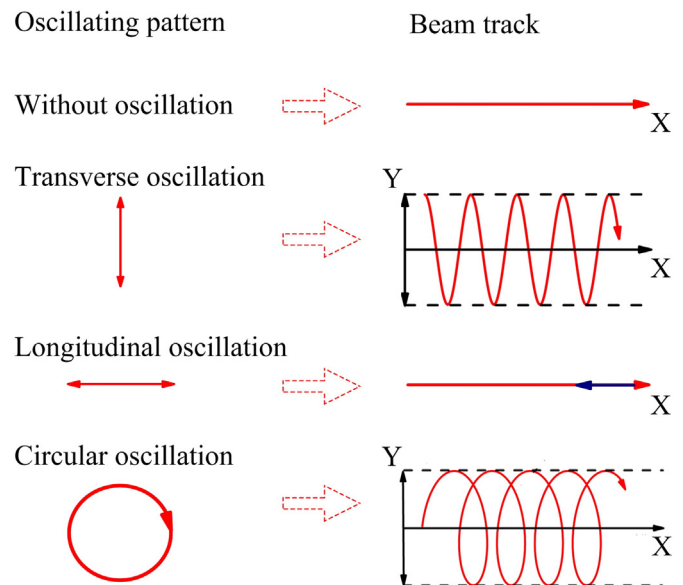 Oscillating pattern
Beam track
Without oscillation
X
Transverse oscillation
Y
X
Longitudinal oscillation
X
Circular oscillation
Y
X